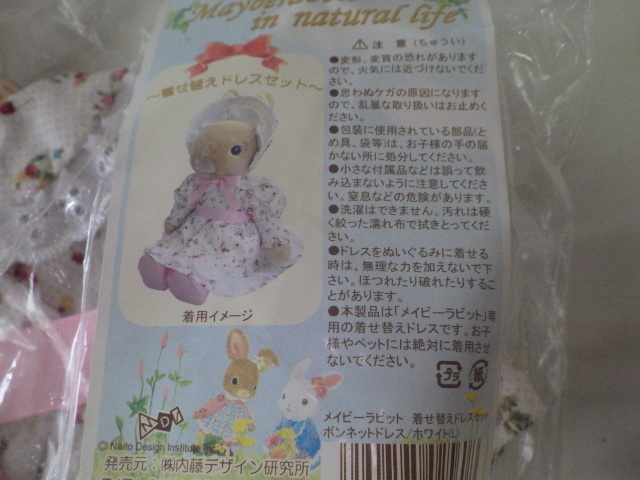 in natural life
～着せ替えドレスセット～
着用イメージ
⚠ 注 意 (ちゅうい)
●変形、変質の恐れがあります
ので、火気には近づけないでくだ
さい。
●思わぬケガの原因になります
ので、乱暴な取り扱いはお止めく
ださい。
●包装に使用されている部品(と
め具、袋等)は、お子様の手の届
かない所に処分してください。
●小さな付属品などは誤って飲
み込まないように注意してくださ
い。窒息などの危険があります。
●洗濯はできません。汚れは硬
く絞った濡れ布で拭きとってくださ
い。
●ドレスをぬいぐるみに着せる
時は、無理な力を加えないで下
さい。ほつれたり破れたりするこ
とがあります。
●本製品は「メイビーラビット」専
用の着せ替えドレスです。お子
様やペットには絶対に着用させ
ないでください。
プラ
紙
メイビーラビット 着せ替えドレスセット
ボンネットドレス/ホワイト(L)
NDI
© Naito Design Institute Inc.
発売元:㈱内藤デザイン研究所